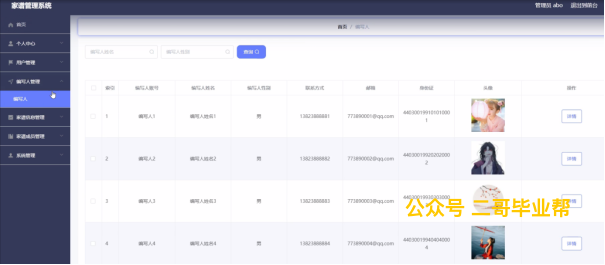 家谱管理系统
管理员 abo
退出到前台
首页
个人中心
用户管理
编写人管理
编写人
家谱信息管理
家谱成员管理
系统管理
首页 / 编写人
编写人账号
编写人姓名
查询
索引 编写人账号 编写人姓名 编写人性别 联系方式 邮箱 身份证 头像 操作
1 编写人1 编写人姓名1 男 13823888881 773890001@qq.com 详情
2 编写人2 编写人姓名2 男 13823888882 773890002@qq.com 详情
3 编写人3 编写人姓名3 男 13823888883 773890003@qq.com 详情
4 编写人4 编写人姓名4 男 13823888884 773890004@qq.com 详情
公众号 二哥毕业帮